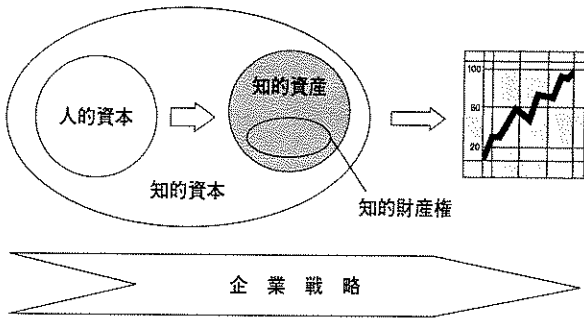 人的資本
知的資産
知的資本
知的財産権
100
60
20
企 業 戦 略